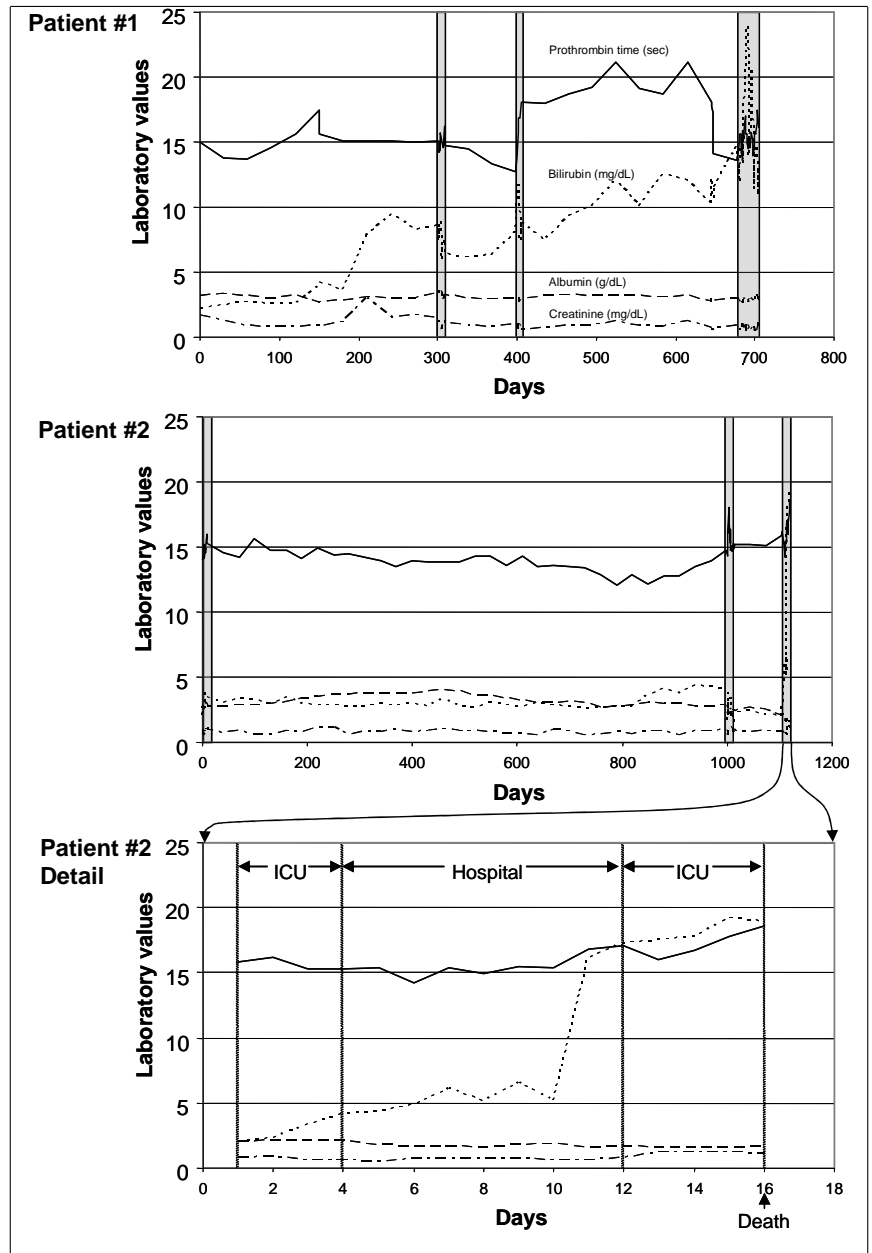 Patient #1
Laboratory values
25
20
15
10
5
0
Prothrombin time (sec)
Bilirubin (mg/dL)
Albumin (g/dL)
Creatinine (mg/dL)
0 100 200 300 400 500 600 700 800
Days
Patient #2
Laboratory values
25
20
15
10
5
0
0 200 400 600 800 1000 1200
Days
Patient #2
Detail
Laboratory values
25
20
15
10
5
0
ICU Hospital ICU
0 2 4 6 8 10 12 14 16 18
Days
Death